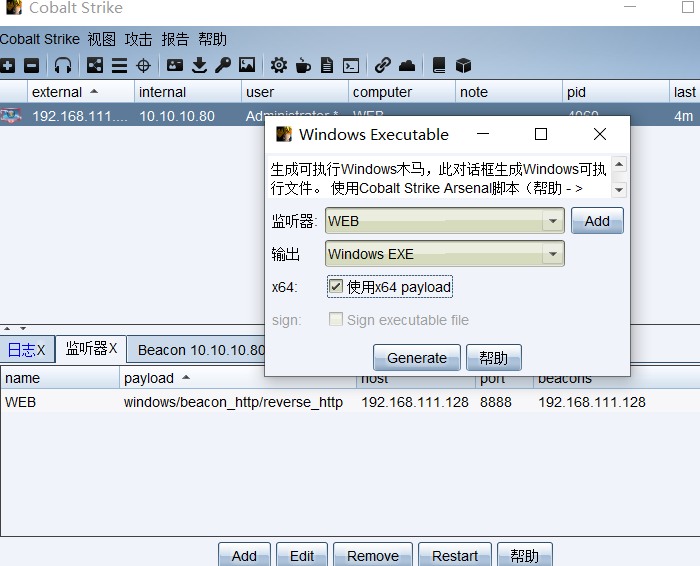 Cobalt Strike
Cobalt Strike 视图 攻击 报告 帮助
external internal user computer note pid last
192.168.111.... 10.10.10.80 Administrator * WEB 4m
Windows Executable
生成可执行Windows木马，此对话框生成Windows可执
行文件。 使用Cobalt Strike Arsenal脚本（帮助 - >
监听器: WEB Add
输出 Windows EXE
x64: 使用x64 payload
sign: Sign executable file
Generate 帮助
日志X 监听器X Beacon 10.10.10.80
name payload host port beacons
WEB windows/beacon_http/reverse_http 192.168.111.128 8888 192.168.111.128
Add Edit Remove Restart 帮助